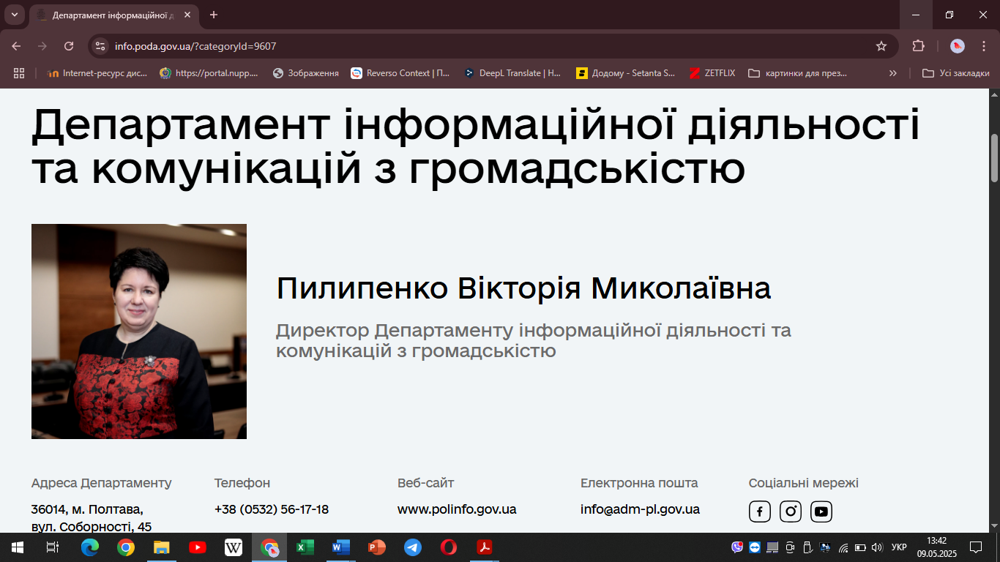 Департамент інформаційної д
info.poda.gov.ua/?categoryId=9607
Internet-ресурс дис...
https://portal.nupp....
Зображення
Reverso Context | П...
DeepL Translate | Н...
Додому - Setanta S...
ZETFLIX
картинки для през...
Усі закладки
Департамент інформаційної діяльності
та комунікацій з громадськістю
Пилипенко Вікторія Миколаївна
Директор Департаменту інформаційної діяльності та
комунікацій з громадськістю
Адреса Департаменту
36014, м. Полтава,
вул. Соборності, 45
Телефон
+38 (0532) 56-17-18
Веб-сайт
www.polinfo.gov.ua
Електронна пошта
info@adm-pl.gov.ua
Соціальні мережі
УКР
13:42
09.05.2025